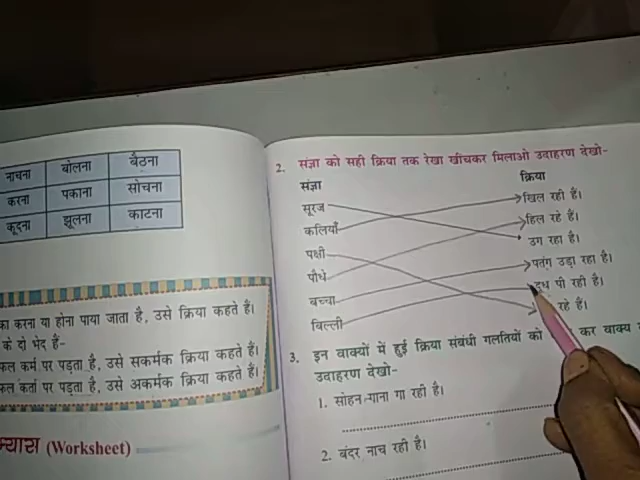 नाचना बोलना बैठना
करना पकाना सोचना
कूदना झूलना काटना
का करना या होना पाया जाता है, उसे क्रिया कहते हैं।
के दो भेद हैं-
फल कर्म पर पड़ता है, उसे सकर्मक क्रिया कहते हैं।
फल कर्ता पर पड़ता है, उसे अकर्मक क्रिया कहते हैं।
(Worksheet)
2. संज्ञा को सही क्रिया तक रेखा खींचकर मिलाओ उदाहरण देखो-
संज्ञा क्रिया
सूरज खिल रही हैं।
कलियाँ हिल रहे हैं।
पक्षी उग रहा है।
पौधे पतंग उड़ा रहा है।
बच्चा दूध पी रही है।
बिल्ली रहे हैं।
3. इन वाक्यों में हुई क्रिया संबंधी गलतियों को कर वाक्य
उदाहरण देखो-
1. सोहन गाना गा रही है।
2. बंदर नाच रही है।